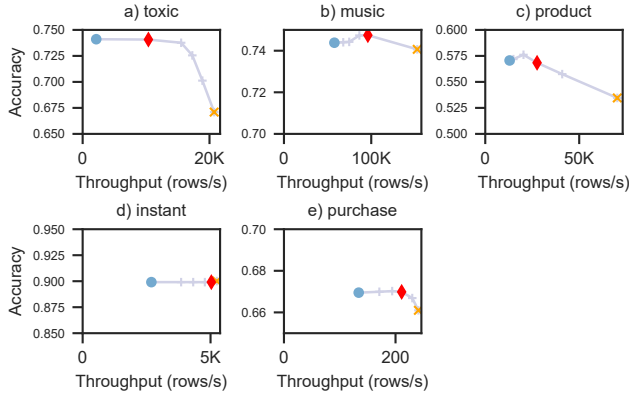 a) toxic
b) music
c) product
Accuracy
0.750
0.725
0.700
0.675
0.650
0
20K
Throughput (rows/s)
0.74
0.72
0.70
0
100K
Throughput (rows/s)
0.600
0.575
0.550
0.525
0.500
0
50K
Throughput (rows/s)
d) instant
e) purchase
Accuracy
0.950
0.925
0.900
0.875
0.850
0
5K
Throughput (rows/s)
0.70
0.68
0.66
0
200
Throughput (rows/s)